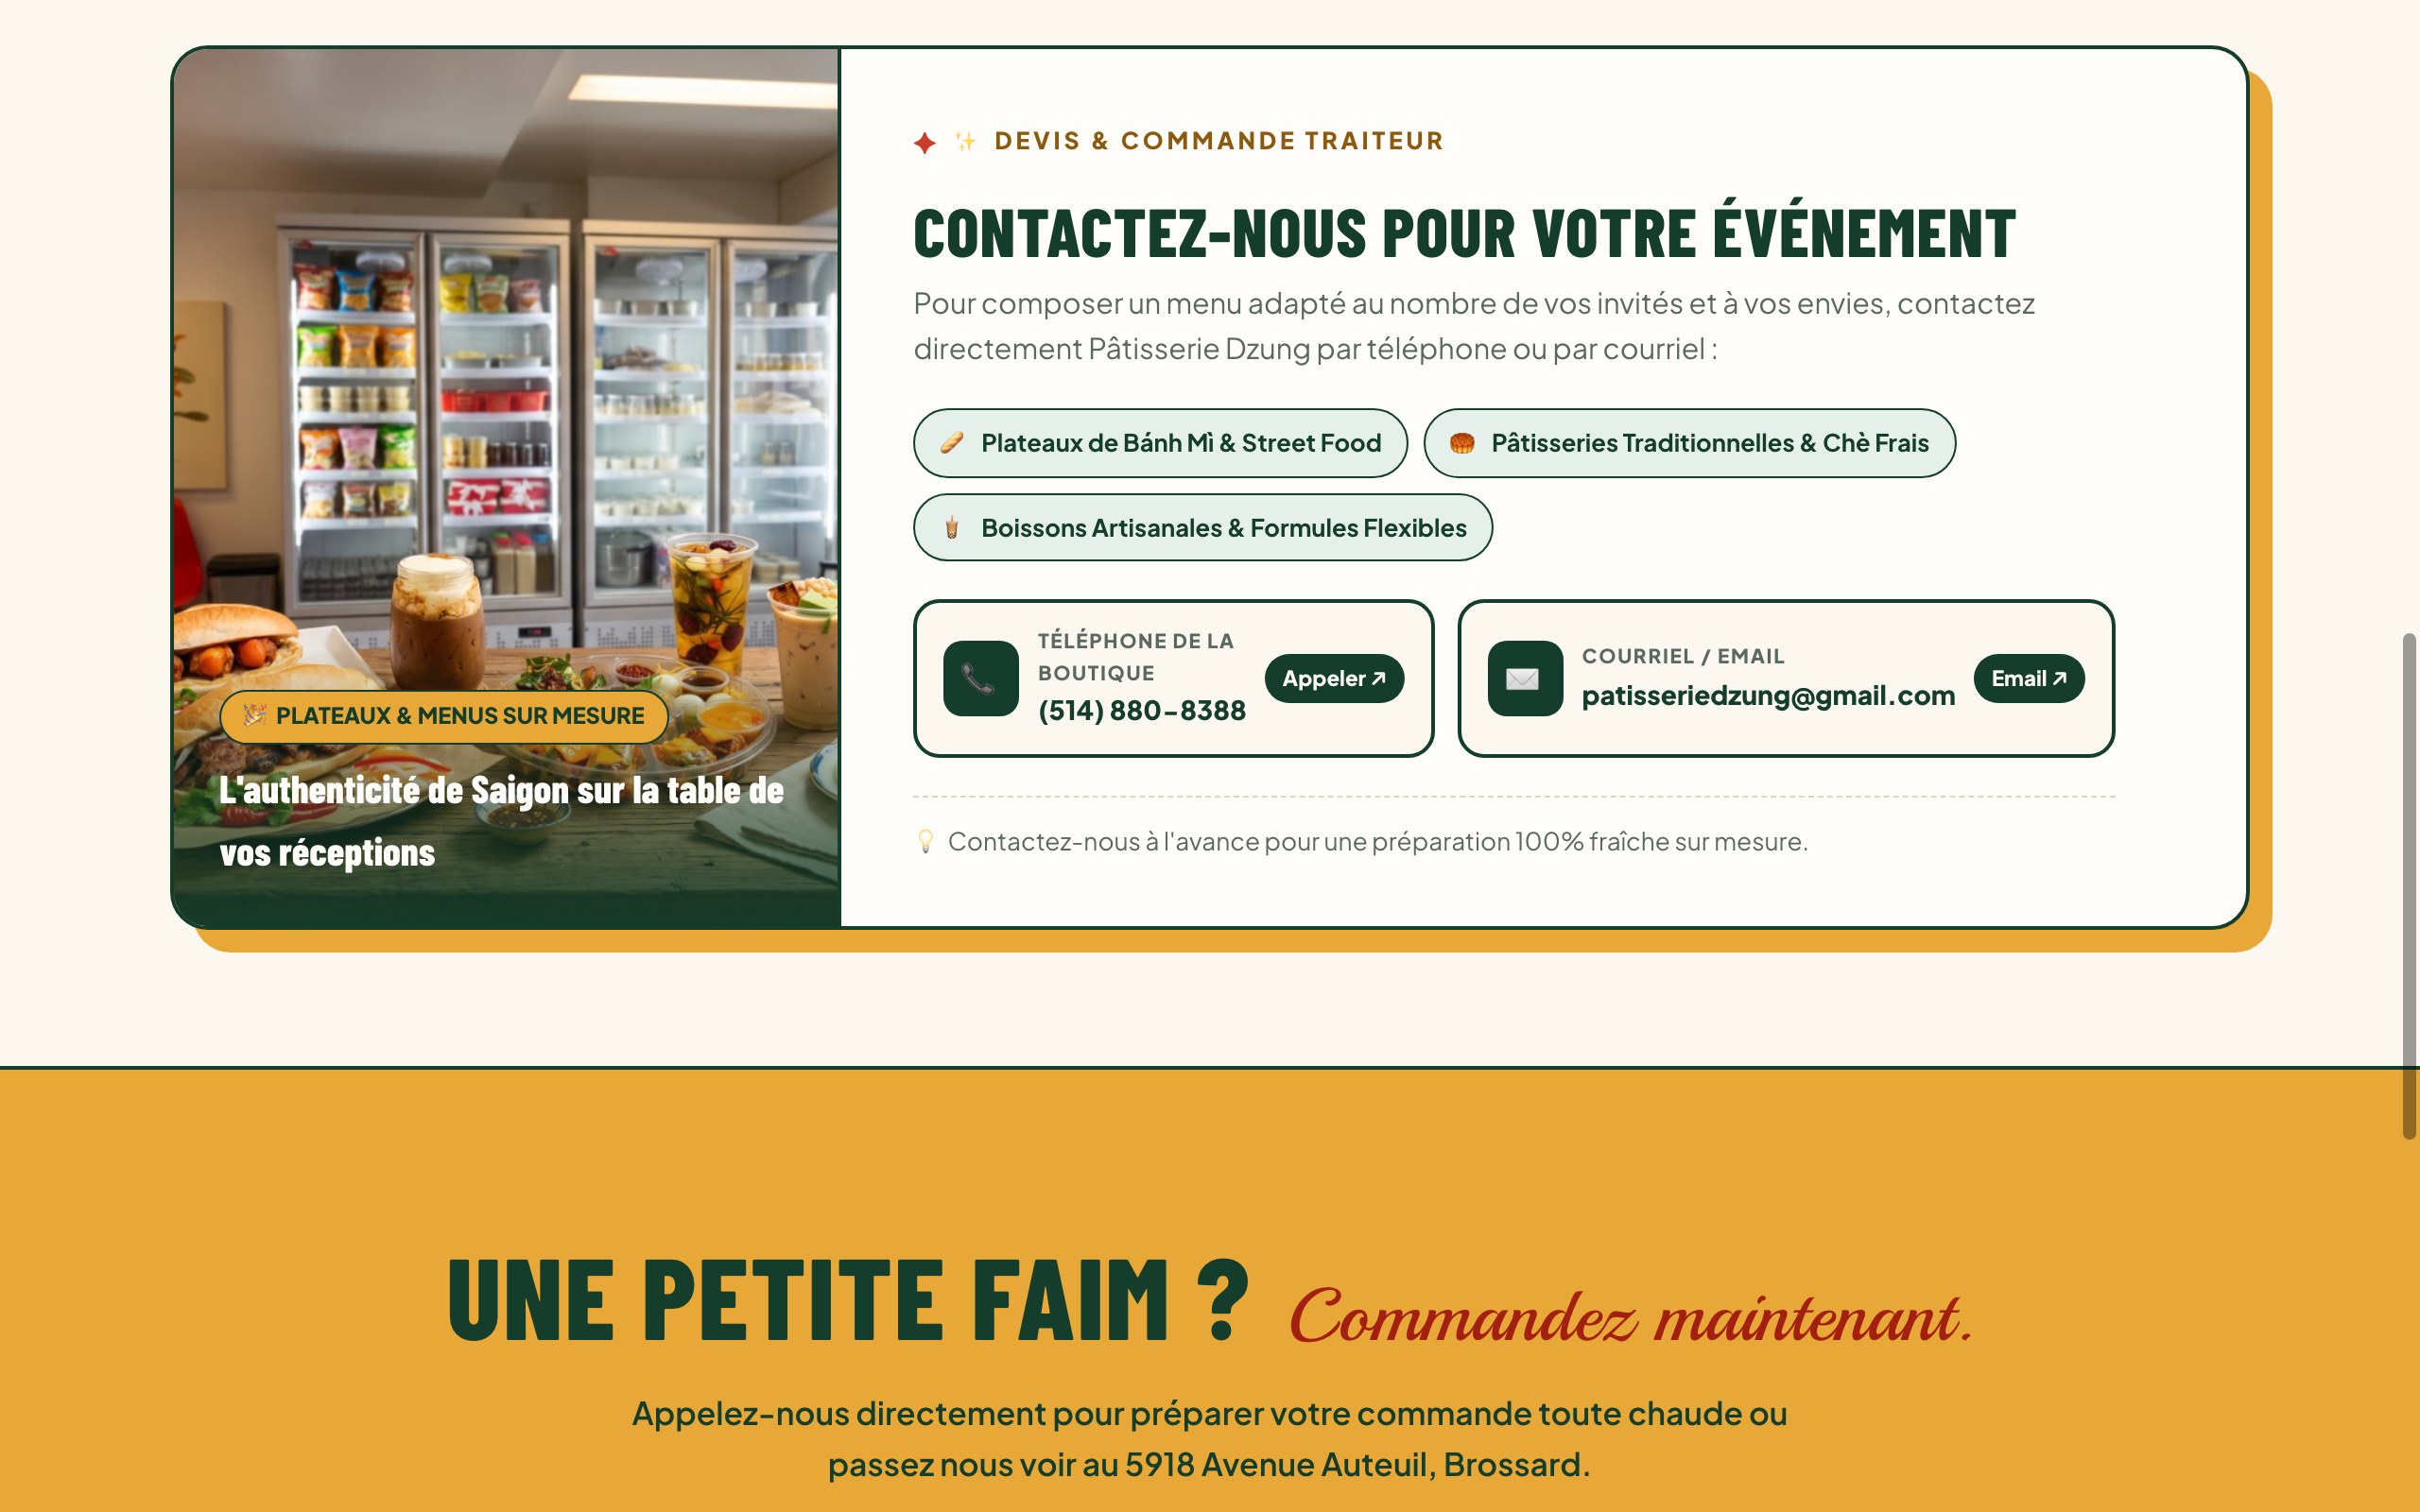 DEVIS & COMMANDE TRAITEUR
CONTACTEZ-NOUS POUR VOTRE ÉVÉNEMENT
Pour composer un menu adapté au nombre de vos invités et à vos envies, contactez
directement Pâtisserie Dzung par téléphone ou par courriel :
Plateaux de Bánh Mì & Street Food
Pâtisseries Traditionnelles & Chè Frais
Boissons Artisanales & Formules Flexibles
TÉLÉPHONE DE LA
BOUTIQUE
(514) 880-8388
Appeler ↗
COURRIEL / EMAIL
patisseriedzung@gmail.com
Email ↗
PLATEAUX & MENUS SUR MESURE
L'authenticité de Saigon sur la table de
vos réceptions
Contactez-nous à l'avance pour une préparation 100% fraîche sur mesure.
UNE PETITE FAIM ? Commandez maintenant.
Appelez-nous directement pour préparer votre commande toute chaude ou
passez nous voir au 5918 Avenue Auteuil, Brossard.